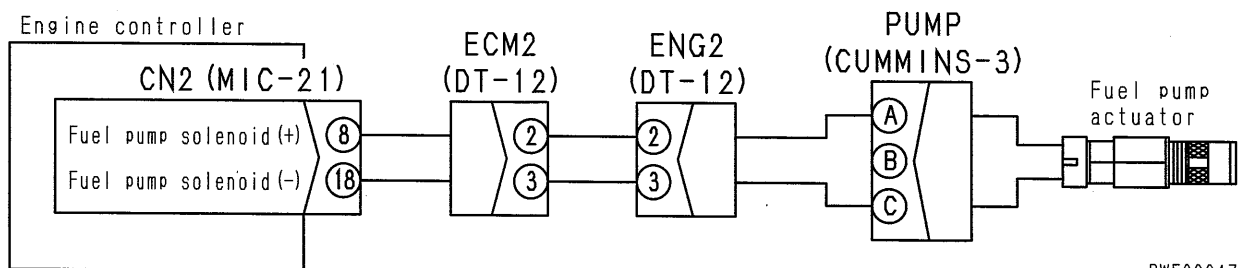 Engine controller
CN2 (MIC-21)
Fuel pump solenoid (+)
Fuel pump solenoid (-)
8
18
ECM2
(DT-12)
2
3
ENG2
(DT-12)
2
3
PUMP
(CUMMINS-3)
A
B
C
Fuel pump
actuator